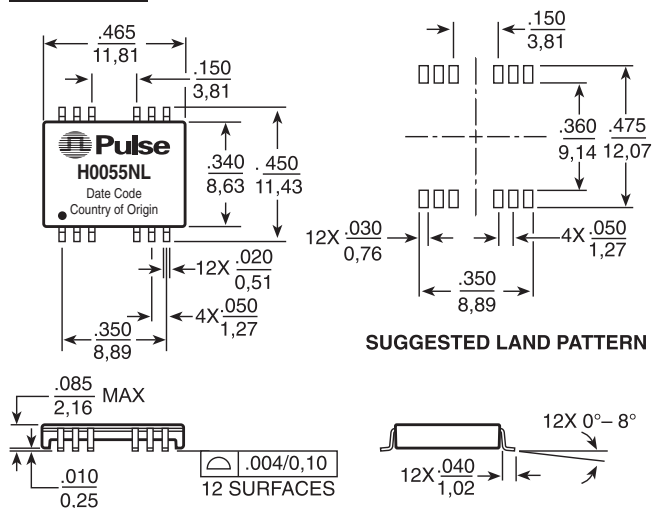 .465
11,81
.150
3,81
Pulse
H0055NL
Date Code
Country of Origin
.340
8,63
.450
11,43
12X .020
0,51
4X .050
1,27
.350
8,89
.150
3,81
.360
9,14
.475
12,07
12X .030
0,76
4X .050
1,27
.350
8,89
SUGGESTED LAND PATTERN
.085 MAX
2,16
.010
0,25
.004/0,10
12 SURFACES
12X 0°– 8°
12X .040
1,02